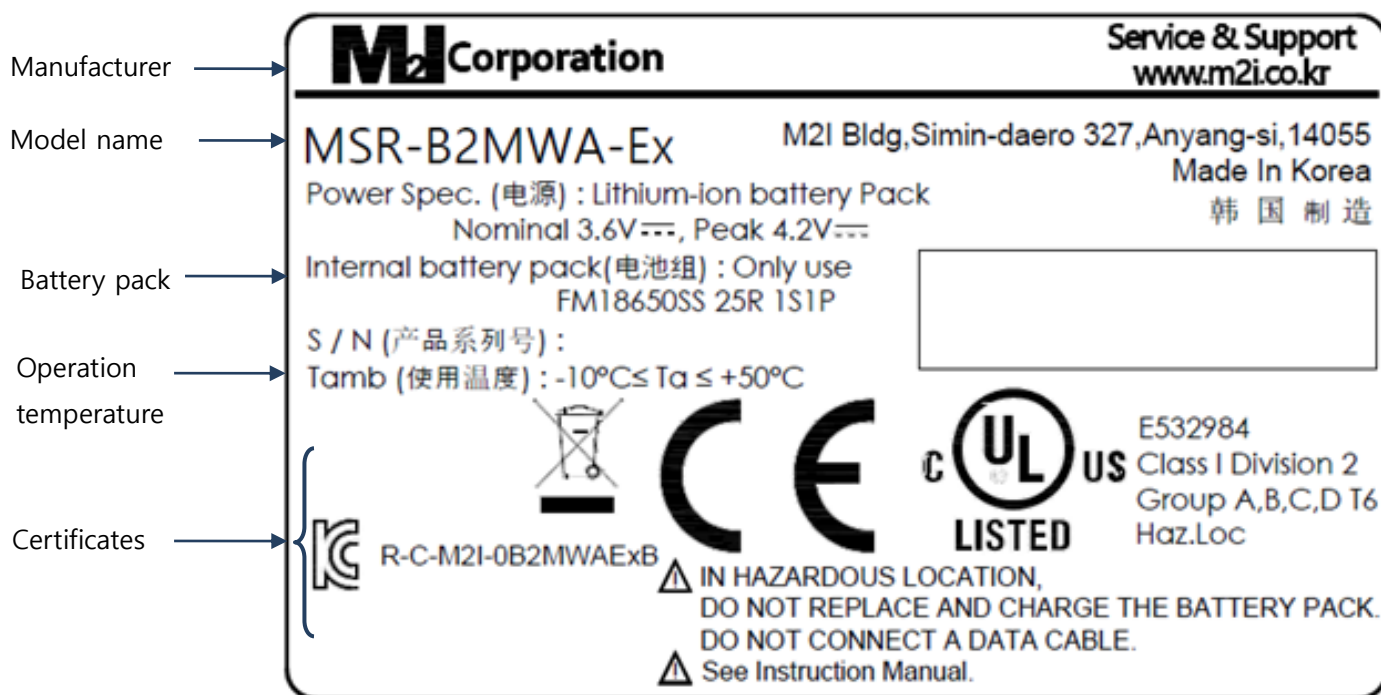 Manufacturer
M2I Corporation
Service & Support
www.m2i.co.kr
Model name
MSR-B2MWA-Ex
M2I Bldg,Simin-daero 327,Anyang-si,14055
Made In Korea
韩 国 制 造
Power Spec. (电源) : Lithium-ion battery Pack
Nominal 3.6V⎓, Peak 4.2V⎓
Battery pack
Internal battery pack(电池组) : Only use
FM18650SS 25R 1S1P
S / N (产品系列号) :
Operation
temperature
Tamb (使用温度) : -10°C≤ Ta ≤ +50°C
Certificates
CE
C UL US
LISTED
E532984
Class I Division 2
Group A,B,C,D T6
Haz.Loc
KC
R-C-M2I-0B2MWAExB
⚠ IN HAZARDOUS LOCATION,
DO NOT REPLACE AND CHARGE THE BATTERY PACK.
DO NOT CONNECT A DATA CABLE.
⚠ See Instruction Manual.